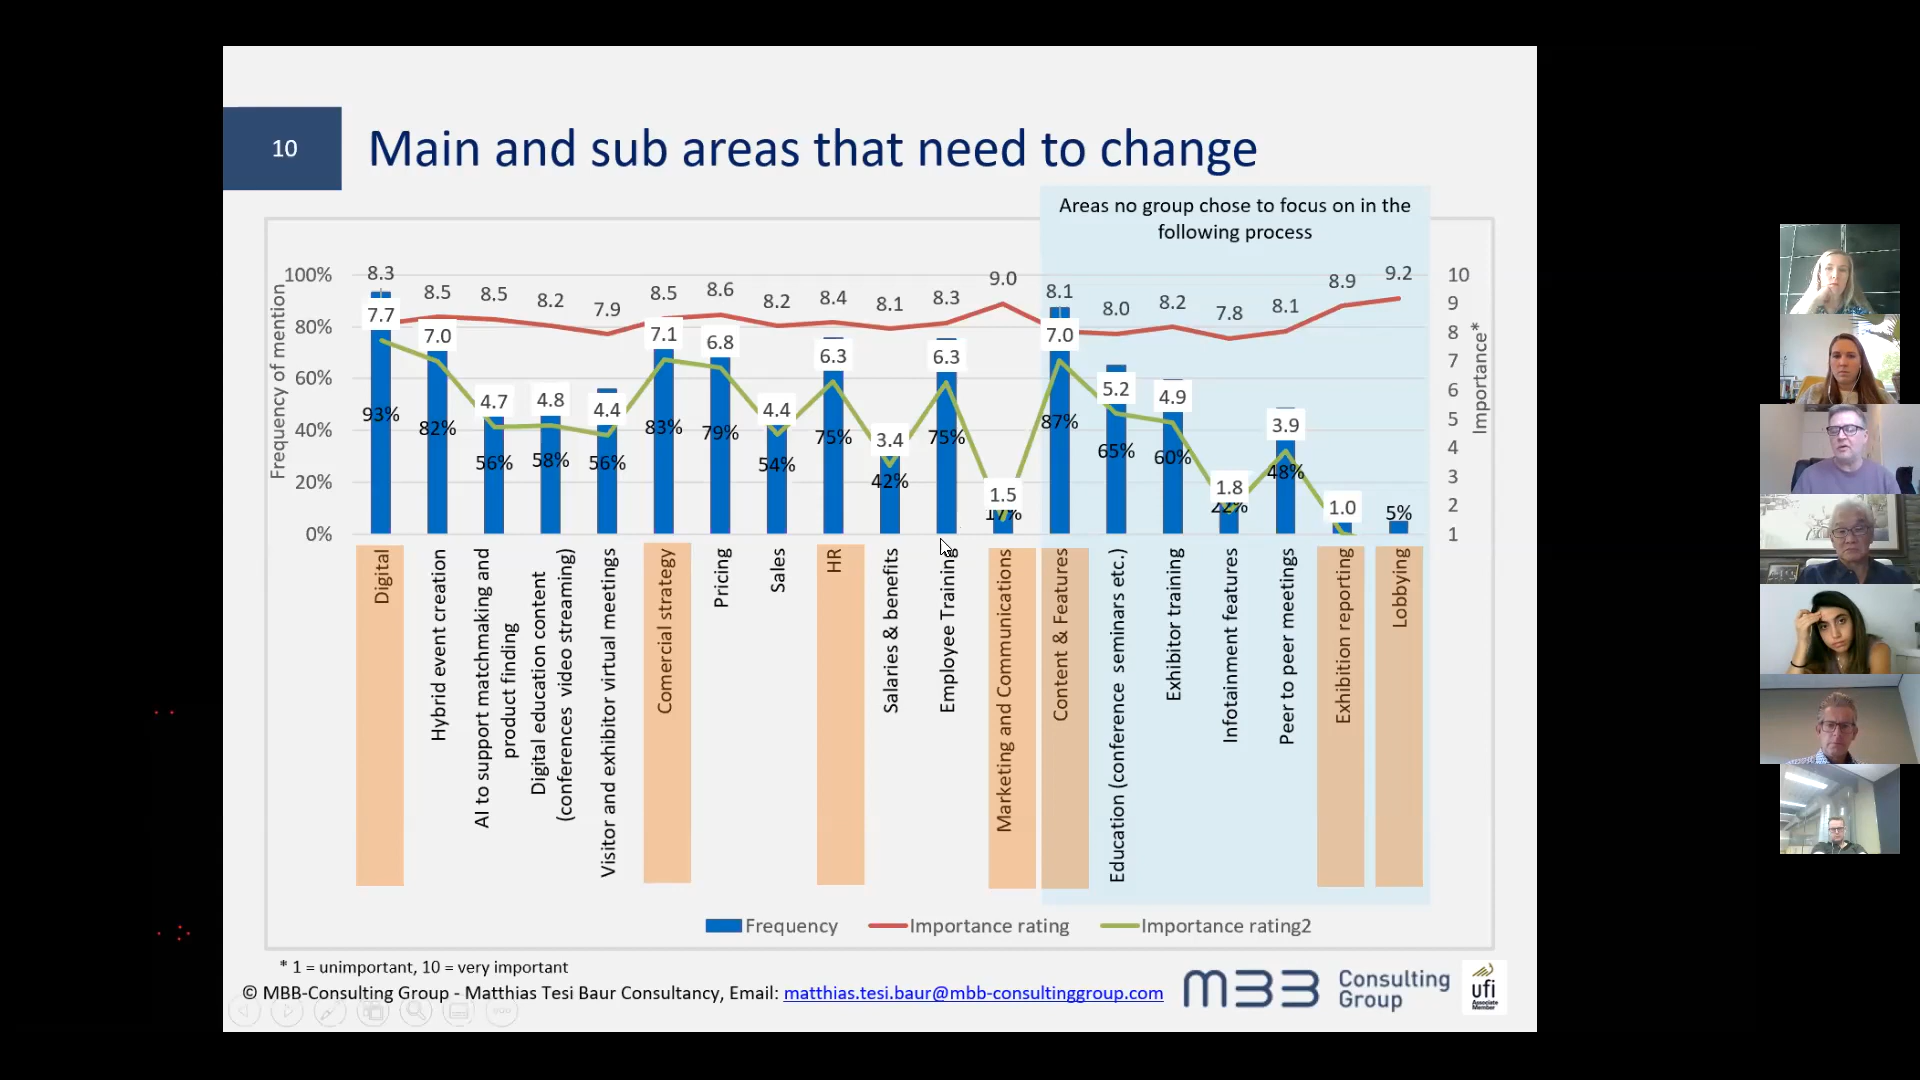 10
Main and sub areas that need to change
Areas no group chose to focus on in the
following process
Frequency of mention
100%
80%
60%
40%
20%
0%
8.3
8.5
8.5
8.2
7.9
8.5
8.6
8.2
8.4
8.1
8.3
9.0
8.1
8.0
8.2
7.8
8.1
8.9
9.2
7.7
7.0
4.7
4.8
4.4
7.1
6.8
4.4
6.3
3.4
6.3
1.5
7.0
5.2
4.9
1.8
3.9
1.0
93%
82%
56%
58%
56%
83%
79%
54%
75%
42%
75%
17%
87%
65%
60%
22%
48%
5%
10
9
8
7
6
5
4
3
2
1
Importance*
Digital
Hybrid event creation
AI to support matchmaking and
product finding
Digital education content
(conferences video streaming)
Visitor and exhibitor virtual meetings
Comercial strategy
Pricing
Sales
HR
Salaries & benefits
Employee Training
Marketing and Communications
Content & Features
Education (conference seminars etc.)
Exhibitor training
Infotainment features
Peer to peer meetings
Exhibition reporting
Lobbying
Frequency
Importance rating
Importance rating2
* 1 = unimportant, 10 = very important
© MBB-Consulting Group - Matthias Tesi Baur Consultancy, Email: matthias.tesi.baur@mbb-consultinggroup.com
mBB Consulting
Group
ufi
Associate
Member